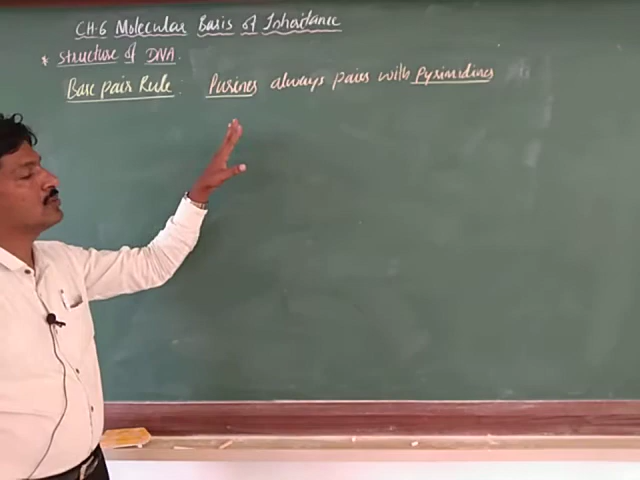 CH-6 Molecular Basis of Inheritance
* Structure of DNA.
Base pair Rule : Purines always pairs with Pyrimidines